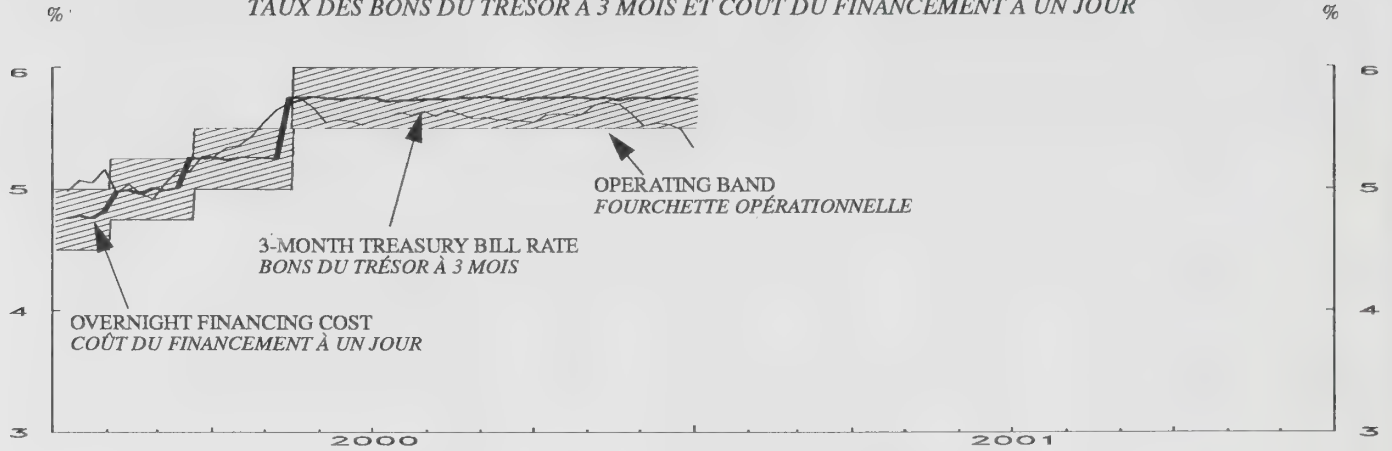 TAUX DES BONS DU TRÉSOR À 3 MOIS ET COÛT DU FINANCEMENT À UN JOUR
% %
6 6
5 5
OPERATING BAND
FOURCHETTE OPÉRATIONNELLE
3-MONTH TREASURY BILL RATE
BONS DU TRÉSOR À 3 MOIS
4 4
OVERNIGHT FINANCING COST
COÛT DU FINANCEMENT À UN JOUR
3 3
2000 2001